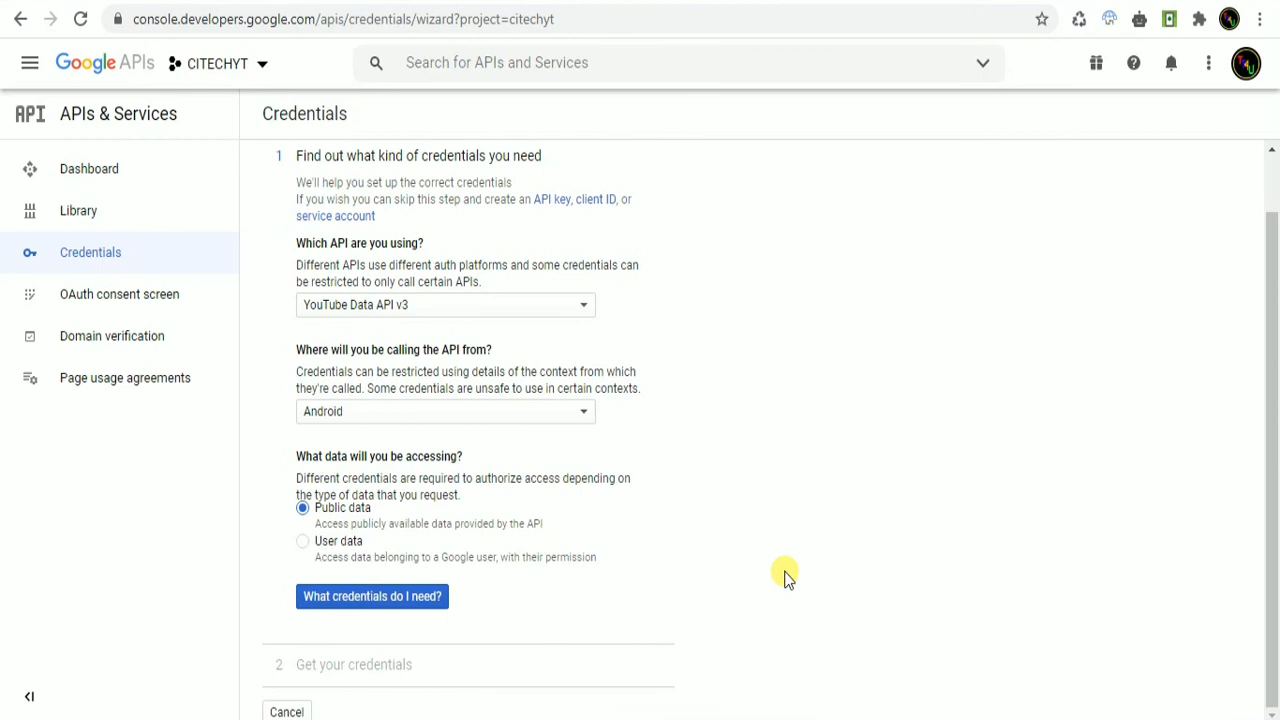 console.developers.google.com/apis/credentials/wizard?project=citechyt
Google APIs
CITECHYT
Search for APIs and Services
API
APIs & Services
Credentials
Dashboard
Library
Credentials
OAuth consent screen
Domain verification
Page usage agreements
1 Find out what kind of credentials you need
We'll help you set up the correct credentials
If you wish you can skip this step and create an API key, client ID, or
service account
Which API are you using?
Different APIs use different auth platforms and some credentials can
be restricted to only call certain APIs.
YouTube Data API v3
Where will you be calling the API from?
Credentials can be restricted using details of the context from which
they're called. Some credentials are unsafe to use in certain contexts.
Android
What data will you be accessing?
Different credentials are required to authorize access depending on
the type of data that you request.
Public data
Access publicly available data provided by the API
User data
Access data belonging to a Google user, with their permission
What credentials do I need?
2 Get your credentials
Cancel